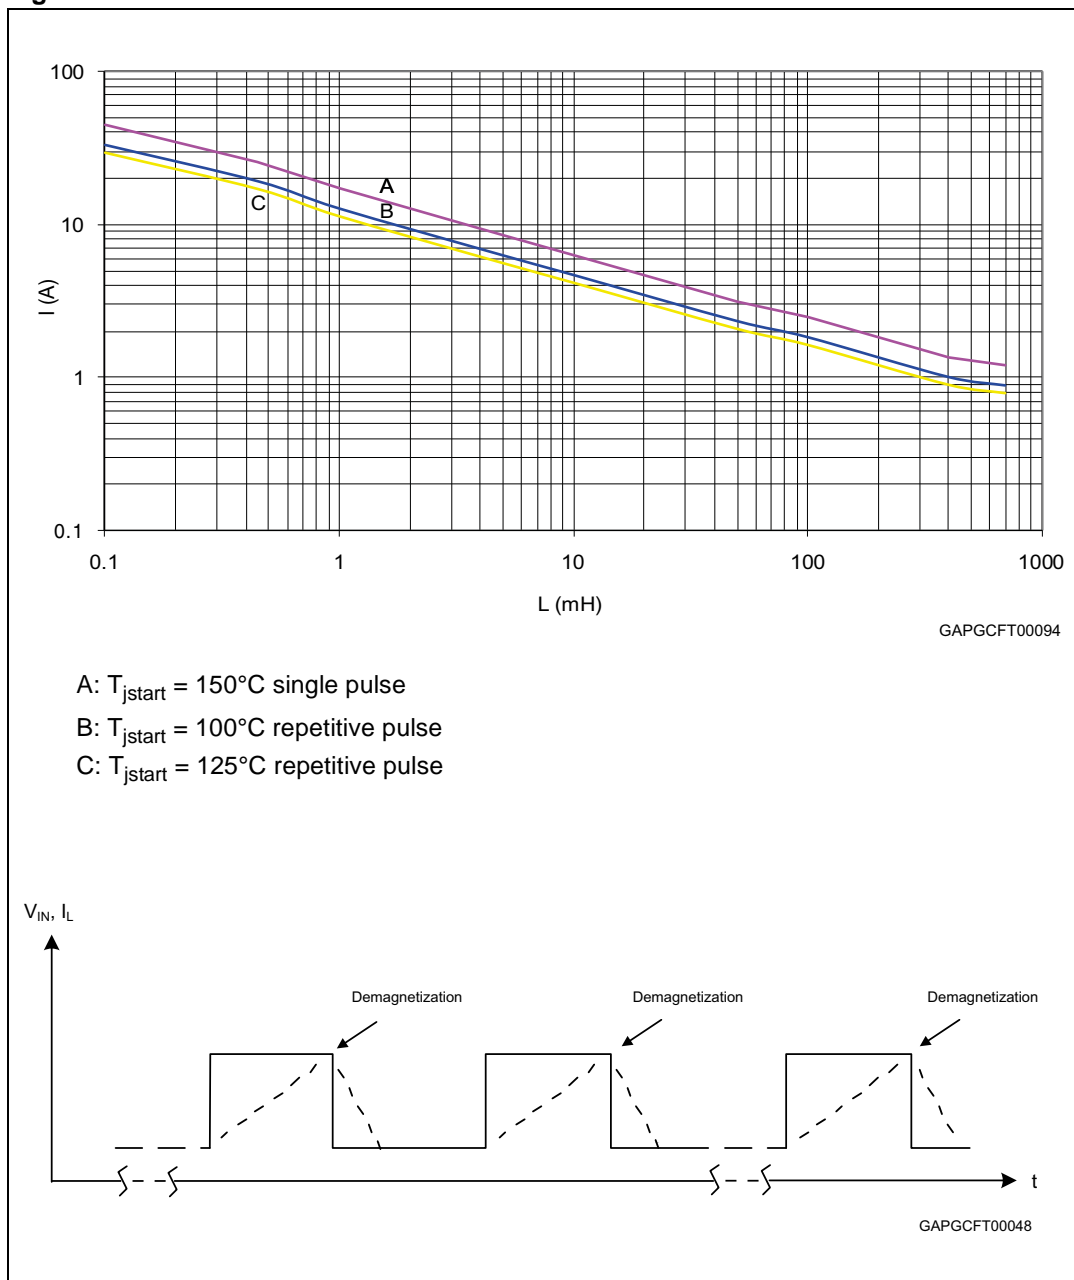 100
10
1
0.1
I (A)
A
B
C
0.1 1 10 100 1000
L (mH)
GAPGCFT00094
A: Tjstart = 150°C single pulse
B: Tjstart = 100°C repetitive pulse
C: Tjstart = 125°C repetitive pulse
VIN, IL
Demagnetization Demagnetization Demagnetization
t
GAPGCFT00048